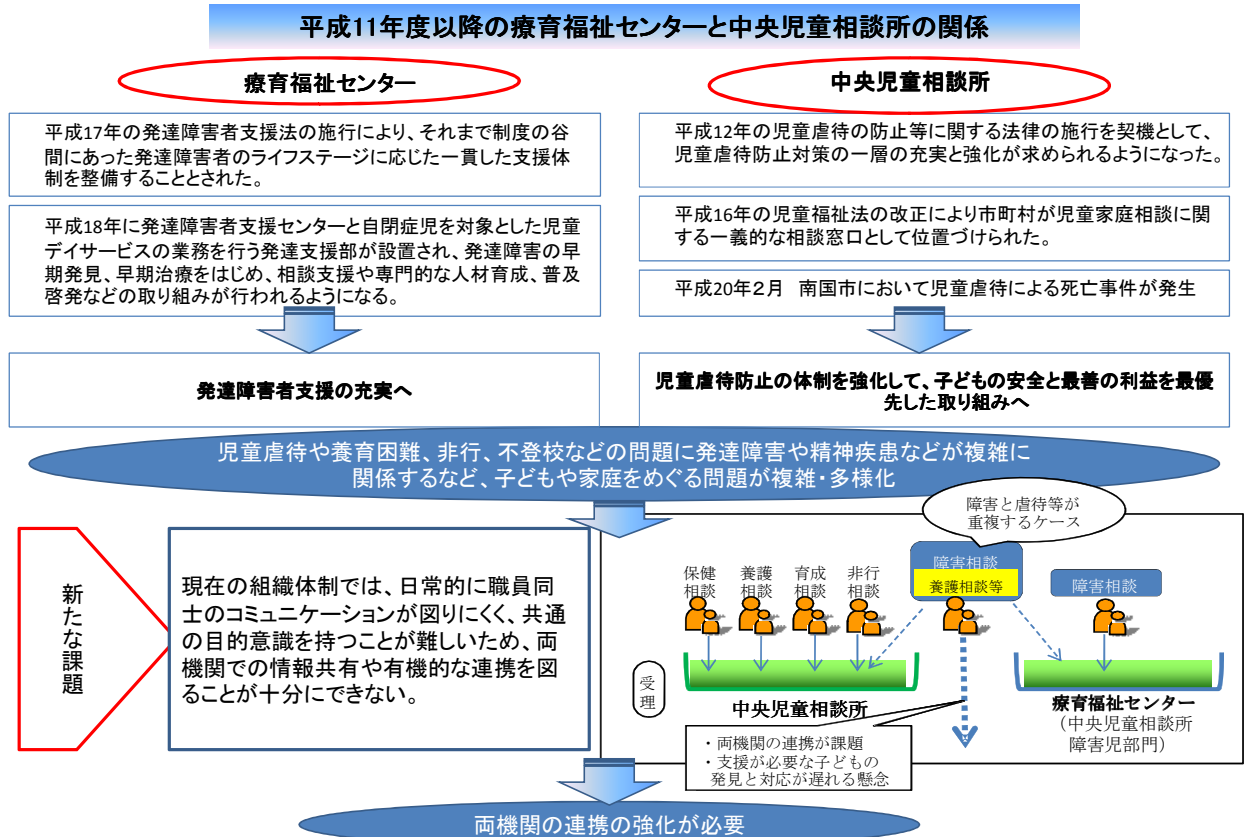 平成11年度以降の療育福祉センターと中央児童相談所の関係
療育福祉センター
平成17年の発達障害者支援法の施行により、それまで制度の谷
間にあった発達障害者のライフステージに応じた一貫した支援体
制を整備することとされた。
平成18年に発達障害者支援センターと自閉症児を対象とした児童
デイサービスの業務を行う発達支援部が設置され、発達障害の早
期発見、早期治療をはじめ、相談支援や専門的な人材育成、普及
啓発などの取り組みが行われるようになる。
発達障害者支援の充実へ
中央児童相談所
平成12年の児童虐待の防止等に関する法律の施行を契機として、
児童虐待防止対策の一層の充実と強化が求められるようになった。
平成16年の児童福祉法の改正により市町村が児童家庭相談に関
する一義的な相談窓口として位置づけられた。
平成20年2月　南国市において児童虐待による死亡事件が発生
児童虐待防止の体制を強化して、子どもの安全と最善の利益を最優
先した取り組みへ
児童虐待や養育困難、非行、不登校などの問題に発達障害や精神疾患などが複雑に
関係するなど、子どもや家庭をめぐる問題が複雑・多様化
新たな課題
現在の組織体制では、日常的に職員同
士のコミュニケーションが図りにくく、共通
の目的意識を持つことが難しいため、両
機関での情報共有や有機的な連携を図
ることが十分にできない。
障害と虐待等が
重複するケース
保健
相談
養護
相談
育成
相談
非行
相談
障害相談
養護相談等
障害相談
受理
中央児童相談所
療育福祉センター
（中央児童相談所
障害児部門）
・両機関の連携が課題
・支援が必要な子どもの
発見と対応が遅れる懸念
両機関の連携の強化が必要